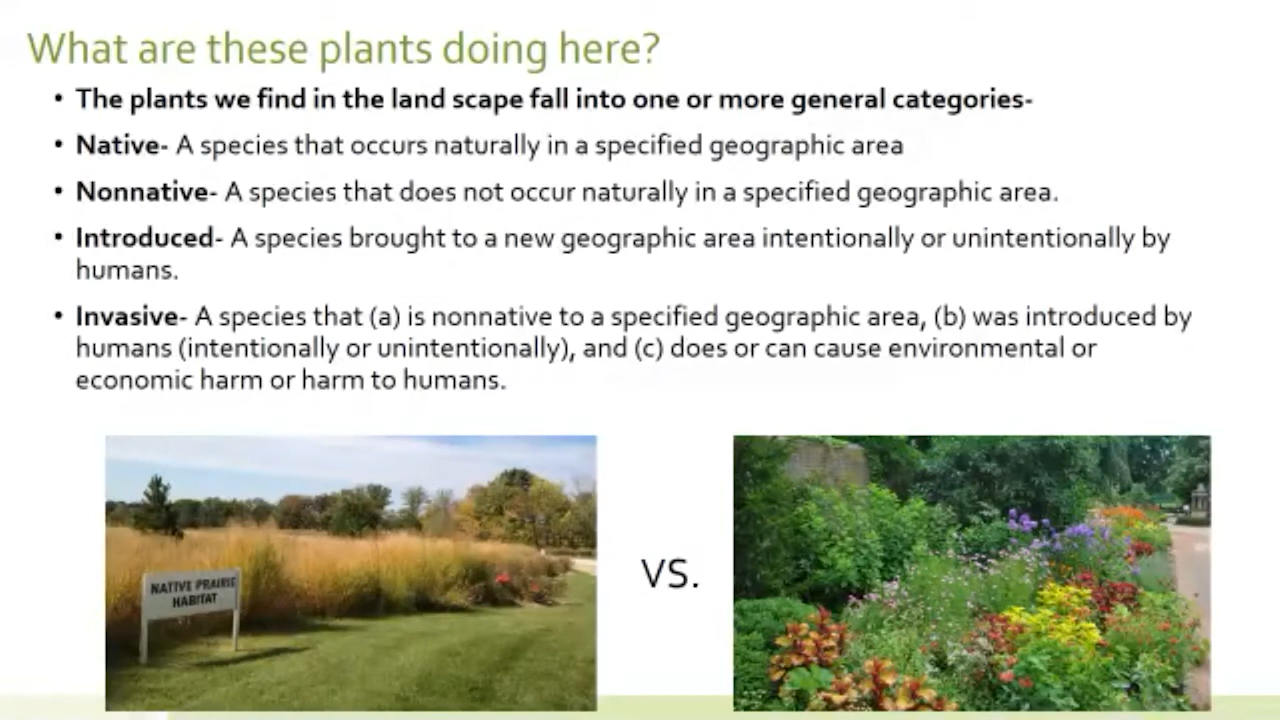 What are these plants doing here?
• The plants we find in the land scape fall into one or more general categories-
• Native- A species that occurs naturally in a specified geographic area
• Nonnative- A species that does not occur naturally in a specified geographic area.
• Introduced- A species brought to a new geographic area intentionally or unintentionally by
humans.
• Invasive- A species that (a) is nonnative to a specified geographic area, (b) was introduced by
humans (intentionally or unintentionally), and (c) does or can cause environmental or
economic harm or harm to humans.
NATIVE PRAIRIE
HABITAT
VS.